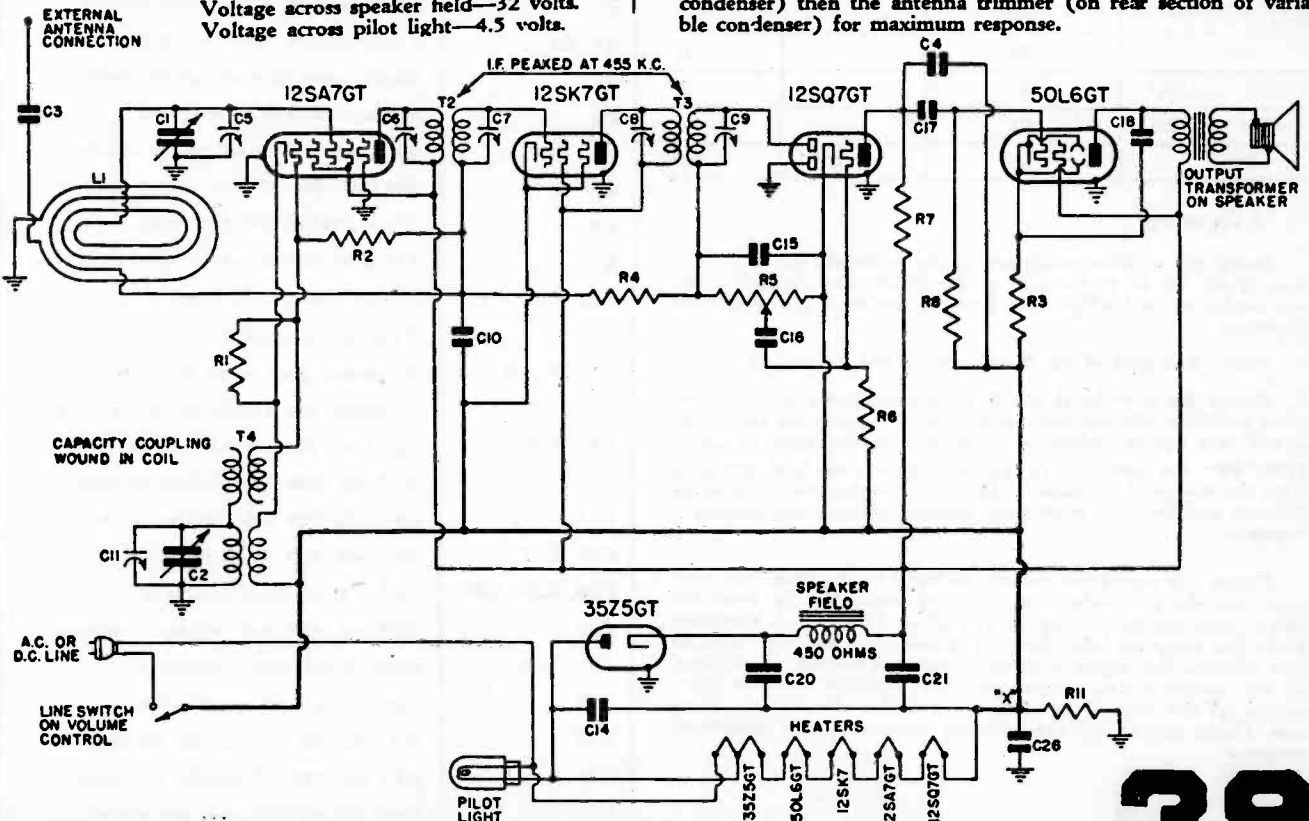 Voltage across speaker field—32 volts.
Voltage across pilot light—4.5 volts.
condenser) then the antenna trimmer (on rear section of varia-
ble condenser) for maximum response.
EXTERNAL
ANTENNA
CONNECTION
C3
C1
C5
L1
12SA7GT
I.F. PEAKED AT 455 K.C.
C6
T2
C7
12SK7GT
C8
T3
C9
12SQ7GT
C4
C17
50L6GT
C18
OUTPUT
TRANSFORMER
ON SPEAKER
R2
R7
C15
R4
R5
R8
R3
R1
C10
C16
R6
CAPACITY COUPLING
WOUND IN COIL
T4
C11
C2
A.C. OR
D.C. LINE
LINE SWITCH
ON VOLUME
CONTROL
35Z5GT
SPEAKER
FIELD
450 OHMS
C20
C21
C14
"X"
R11
C26
HEATERS
PILOT
LIGHT
35Z5GT
50L6GT
12SK7
12SA7GT
12SQ7GT